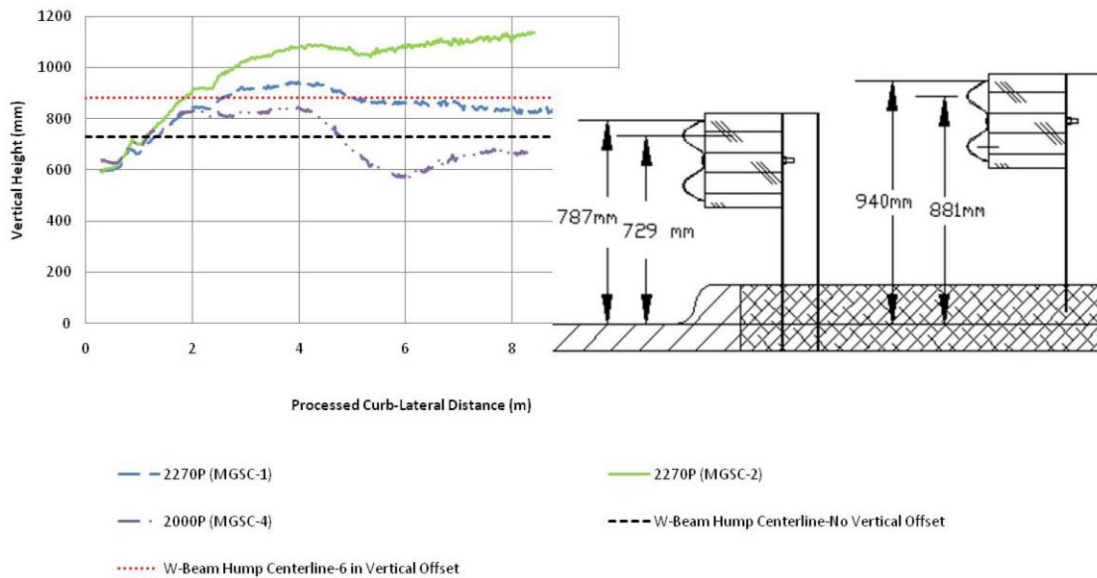 1200
1000
800
600
400
200
0
Vertical Height (mm)
0 2 4 6 8
Processed Curb-Lateral Distance (m)
787mm
729 mm
940mm
881mm
2270P (MGSC-1)
2270P (MGSC-2)
2000P (MGSC-4)
W-Beam Hump Centerline-No Vertical Offset
W-Beam Hump Centerline-6 in Vertical Offset